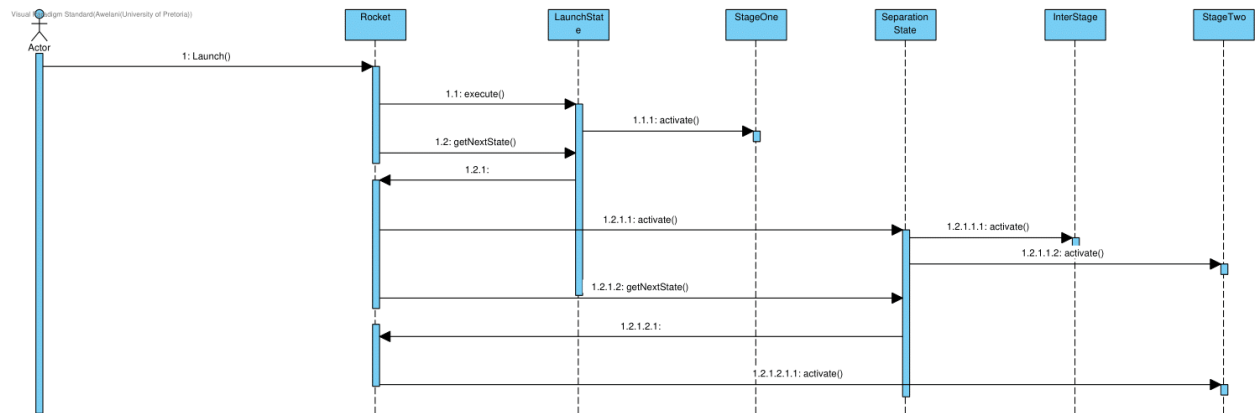 Visual Paradigm Standard(Awelani(University of Pretoria))
Actor
Rocket
LaunchStat
e
StageOne
Separation
State
InterStage
StageTwo
1: Launch()
1.1: execute()
1.1.1: activate()
1.2: getNextState()
1.2.1:
1.2.1.1: activate()
1.2.1.1.1: activate()
1.2.1.1.2: activate()
1.2.1.2: getNextState()
1.2.1.2.1:
1.2.1.2.1.1: activate()